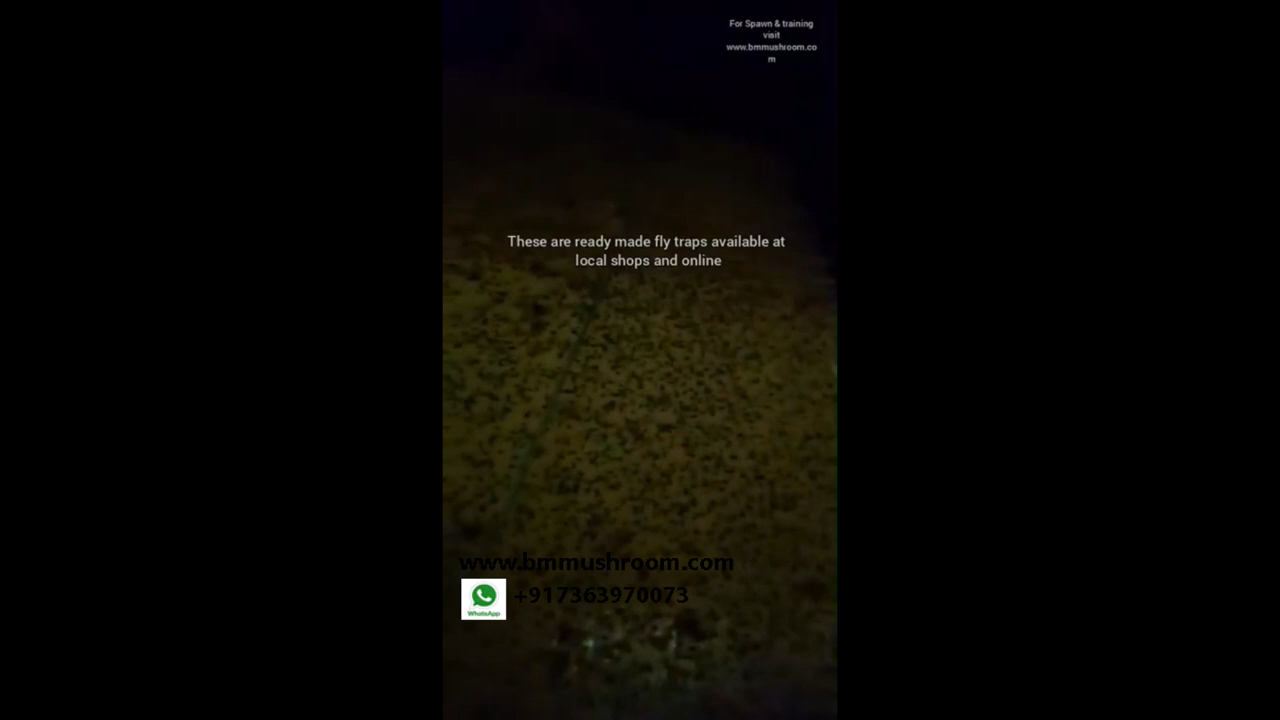 For Spawn & training
visit
www.bmmushroom.co
m
These are ready made fly traps available at
local shops and online
www.bmmushroom.com
WhatsApp
+917363970073